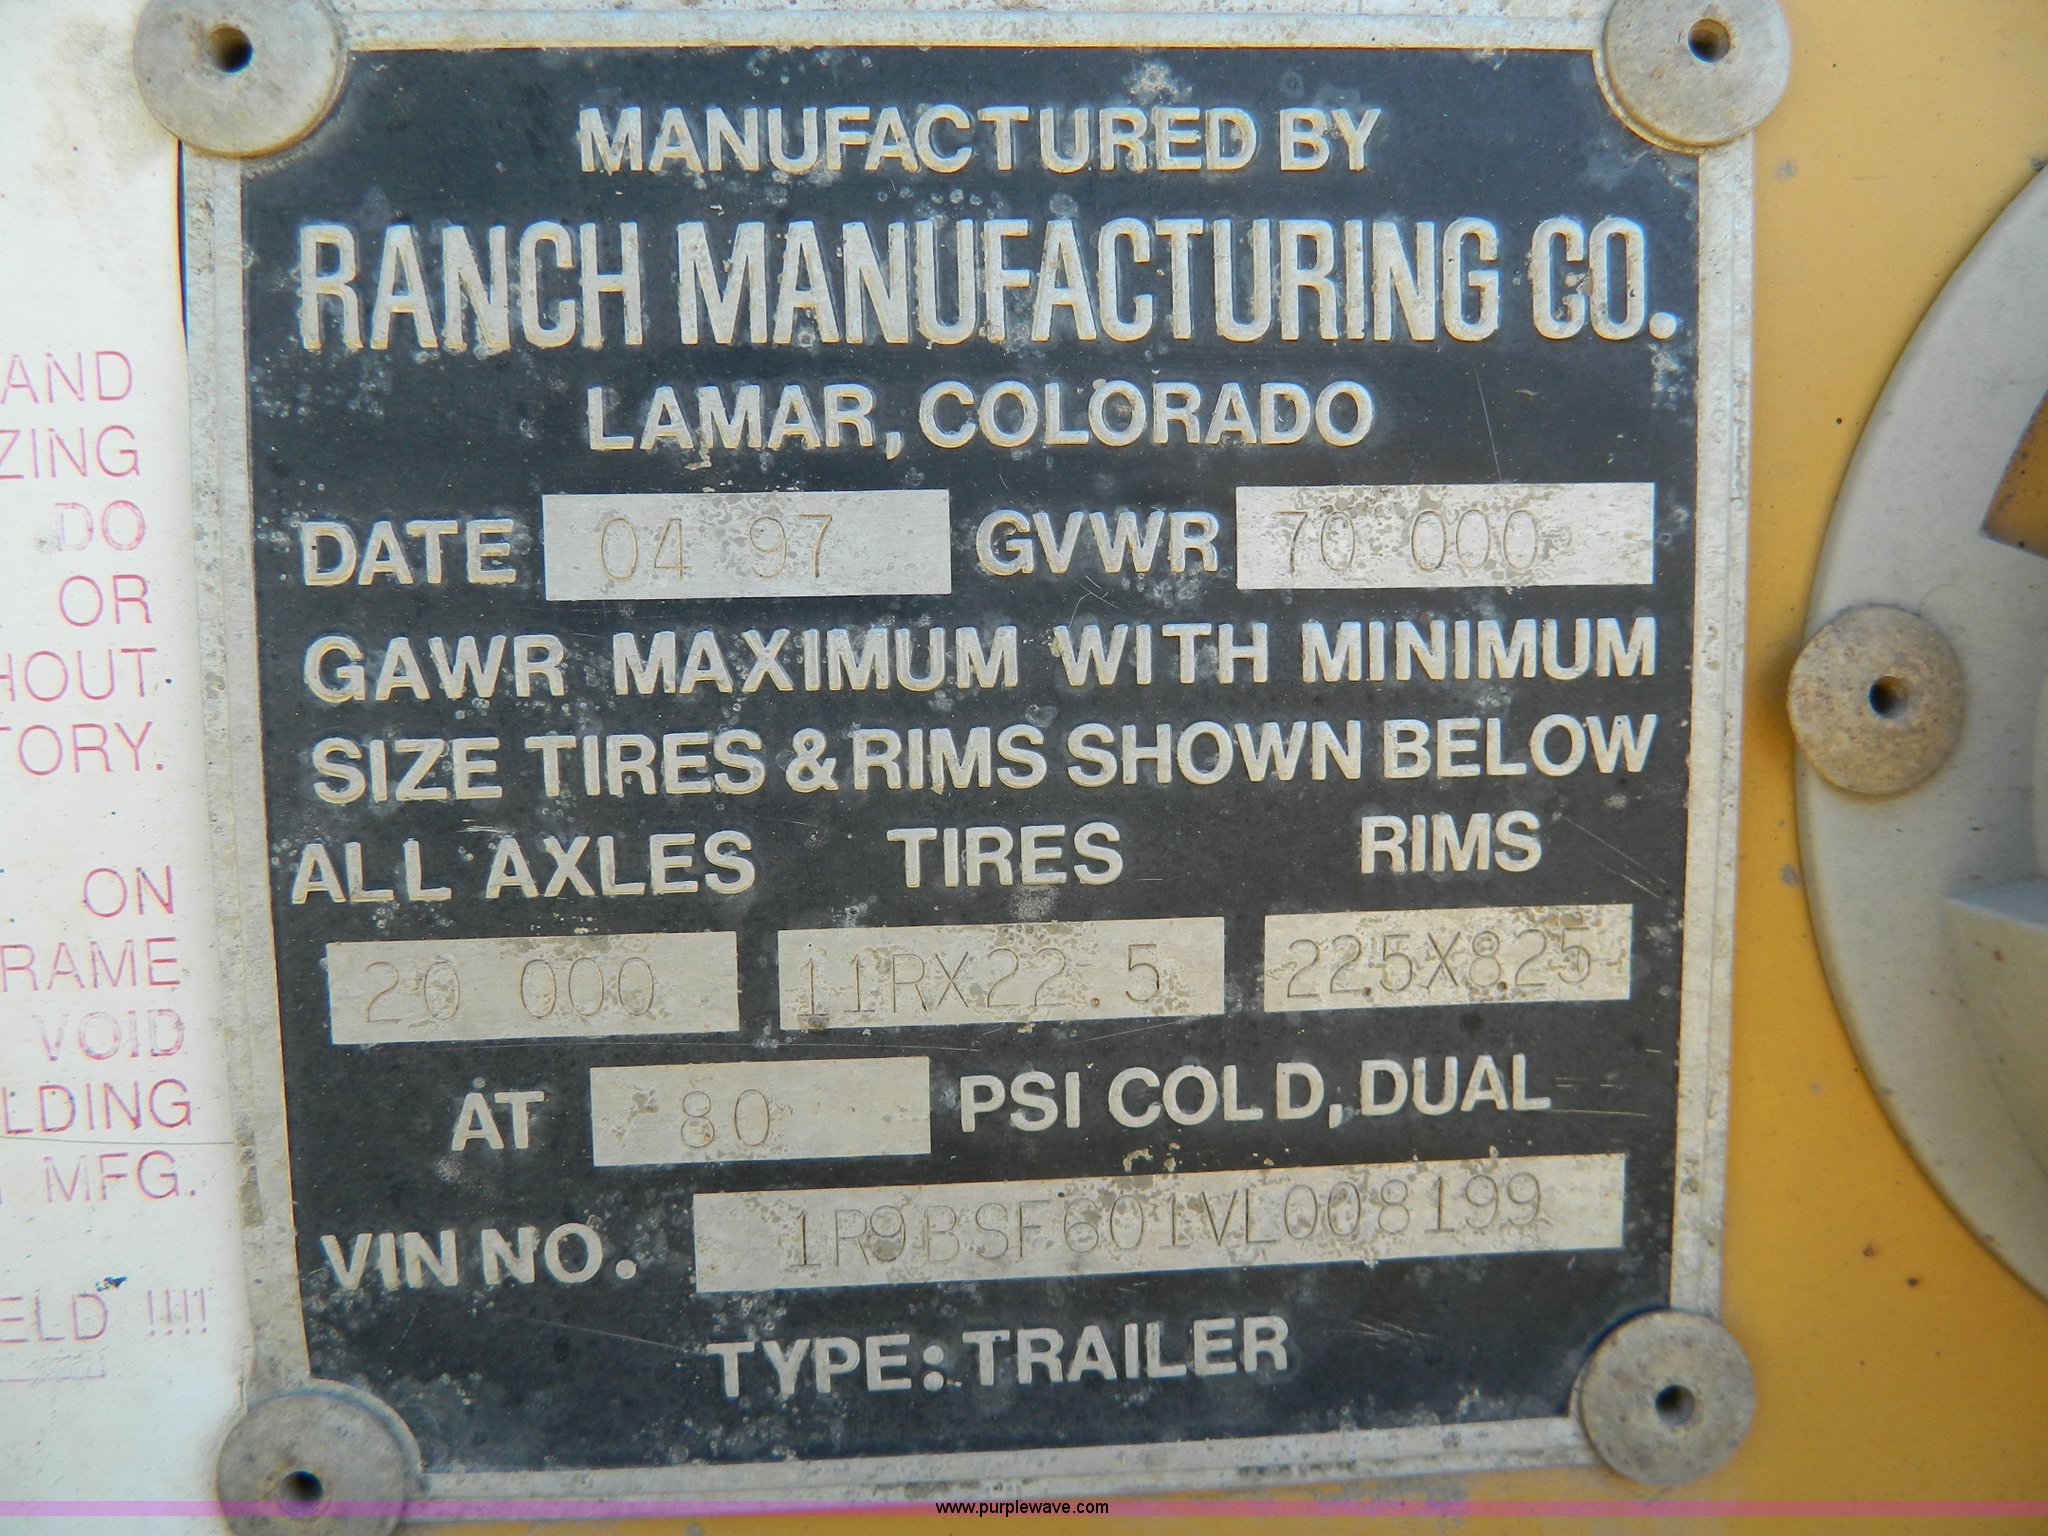 MANUFACTURED BY
RANCH MANUFACTURING CO.
LAMAR, COLORADO
DATE 04 97 GVWR 70 000
GAWR MAXIMUM WITH MINIMUM
SIZE TIRES & RIMS SHOWN BELOW
ALL AXLES TIRES RIMS
20 000 11RX22.5 22.5X8.25
AT 80 PSI COLD, DUAL
VIN NO. 1R9BSF601VL008199
TYPE: TRAILER
AND
ZING
DO
OR
HOUT
TORY.
ON
RAME
VOID
LDING
MFG.
ELD !!!!
www.purplewave.com